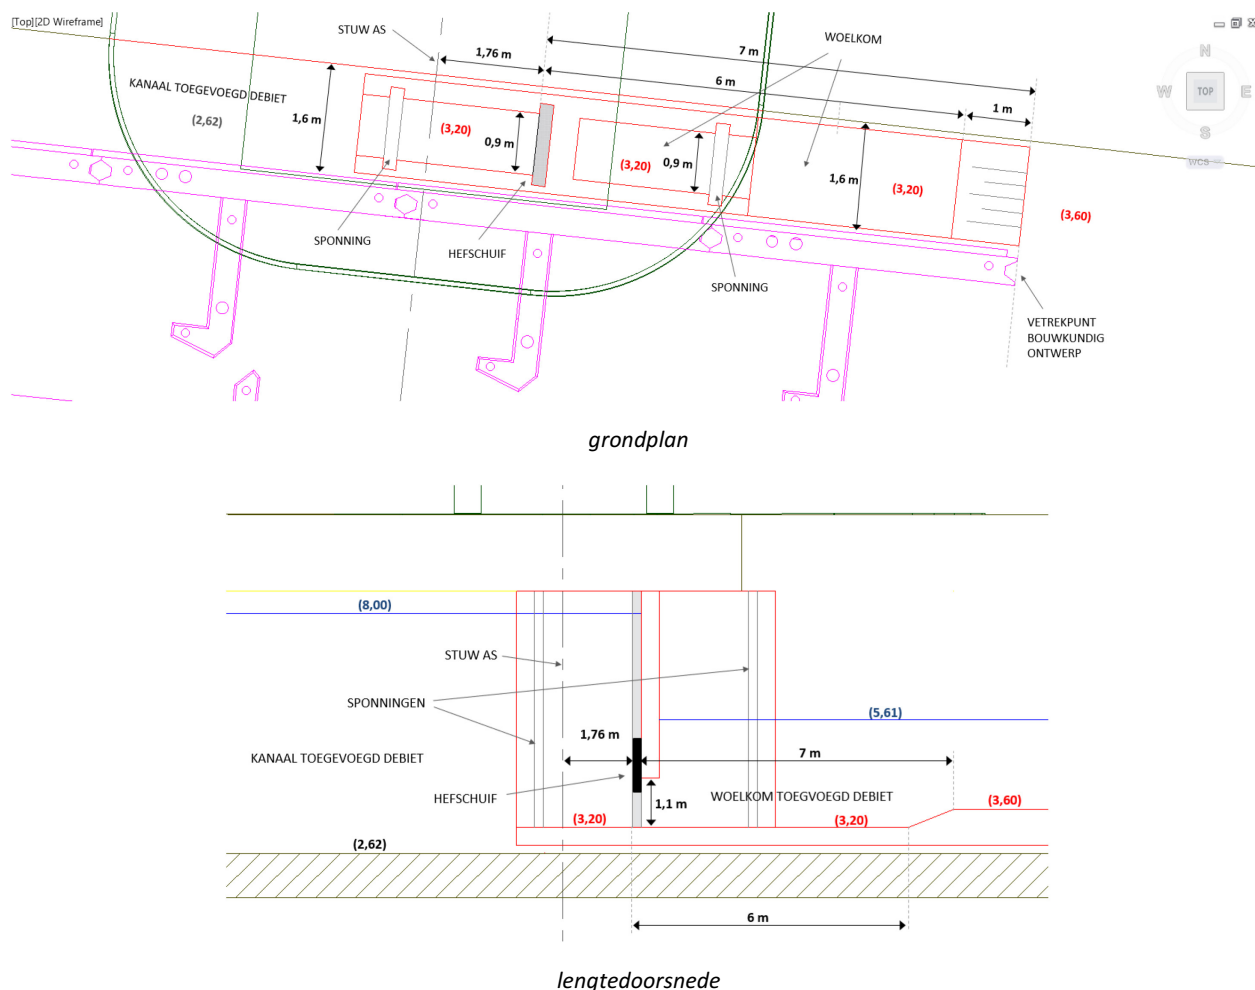 [Top][2D Wireframe]
STUW AS
1,76 m
7 m
WOELKOM
N
6 m
W
TOP
E
KANAAL TOEGEVOEGD DEBIET
1 m
(2,62)
1,6 m
(3,20)
0,9 m
(3,20)
0,9 m
S
WCS
1,6 m
(3,20)
(3,60)
SPONNING
HEFSCHUIF
SPONNING
VETREKPUNT
BOUWKUNDIG
ONTWERP
grondplan
(8,00)
STUW AS
SPONNINGEN
(5,61)
1,76 m
KANAAL TOEGEVOEGD DEBIET
7 m
HEFSCHUIF
1,1 m
WOELKOM TOEGVOEGD DEBIET
(3,60)
(3,20)
(3,20)
(2,62)
6 m
lengtedoorsnede